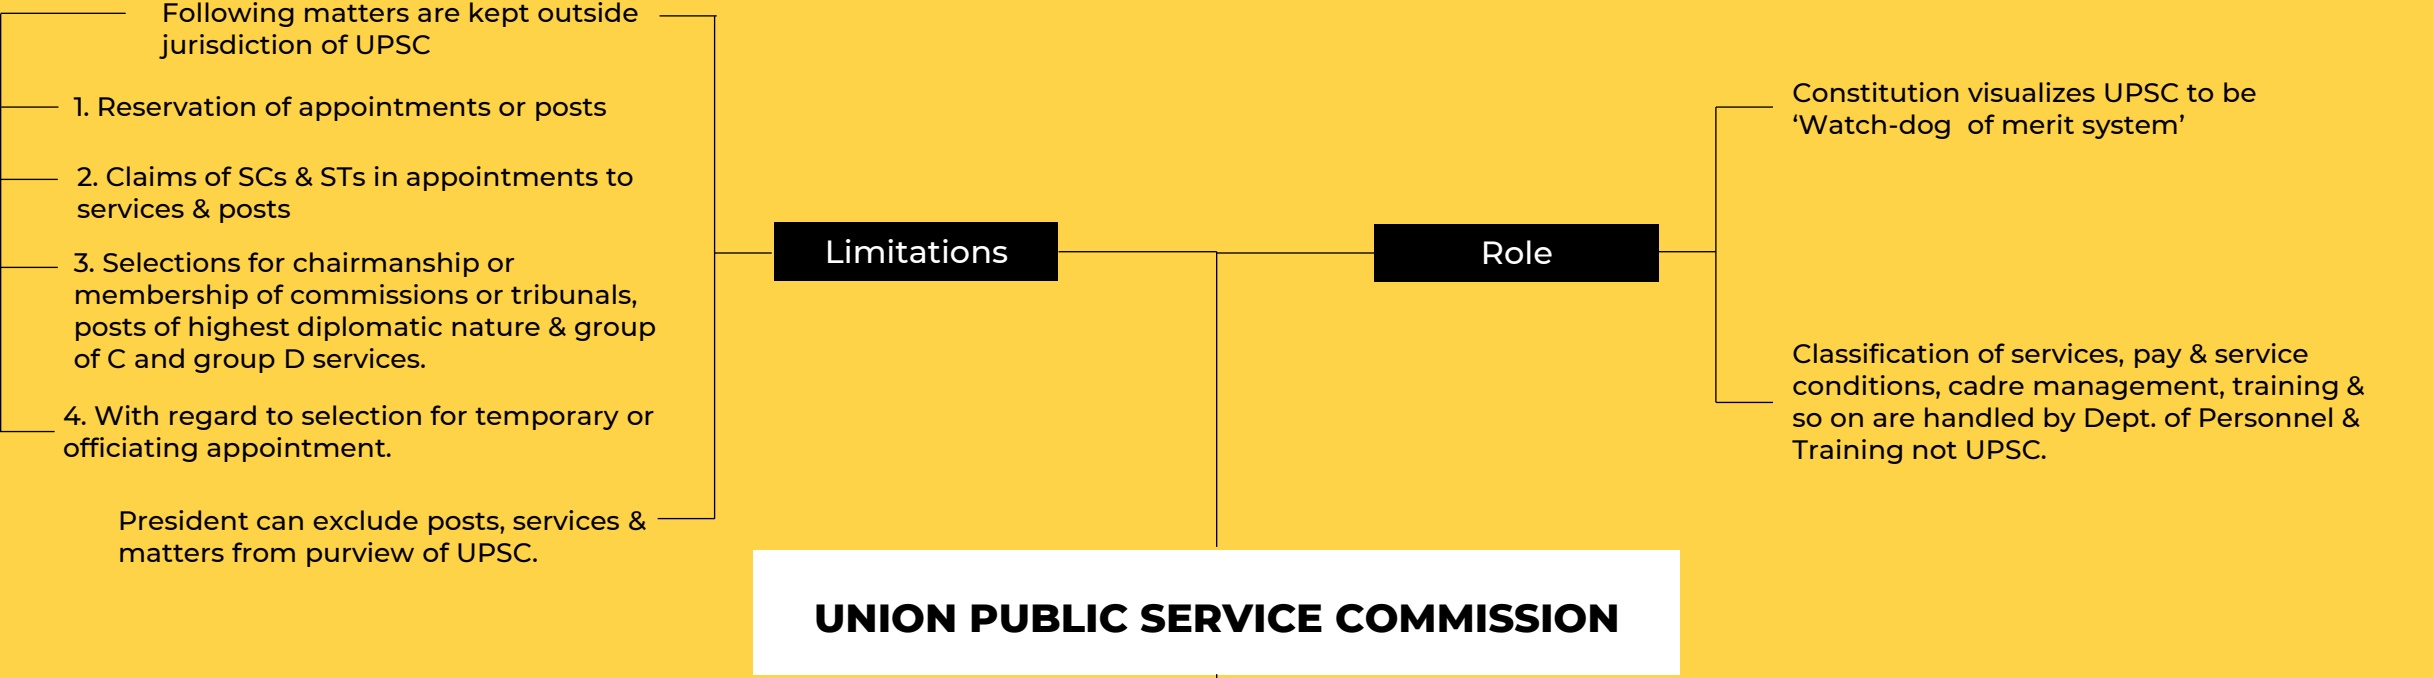 Following matters are kept outside
jurisdiction of UPSC
1. Reservation of appointments or posts
2. Claims of SCs & STs in appointments to
services & posts
3. Selections for chairmanship or
membership of commissions or tribunals,
posts of highest diplomatic nature & group
of C and group D services.
4. With regard to selection for temporary or
officiating appointment.
President can exclude posts, services &
matters from purview of UPSC.
Limitations
Role
Constitution visualizes UPSC to be
‘Watch-dog  of merit system’
Classification of services, pay & service
conditions, cadre management, training &
so on are handled by Dept. of Personnel &
Training not UPSC.
UNION PUBLIC SERVICE COMMISSION